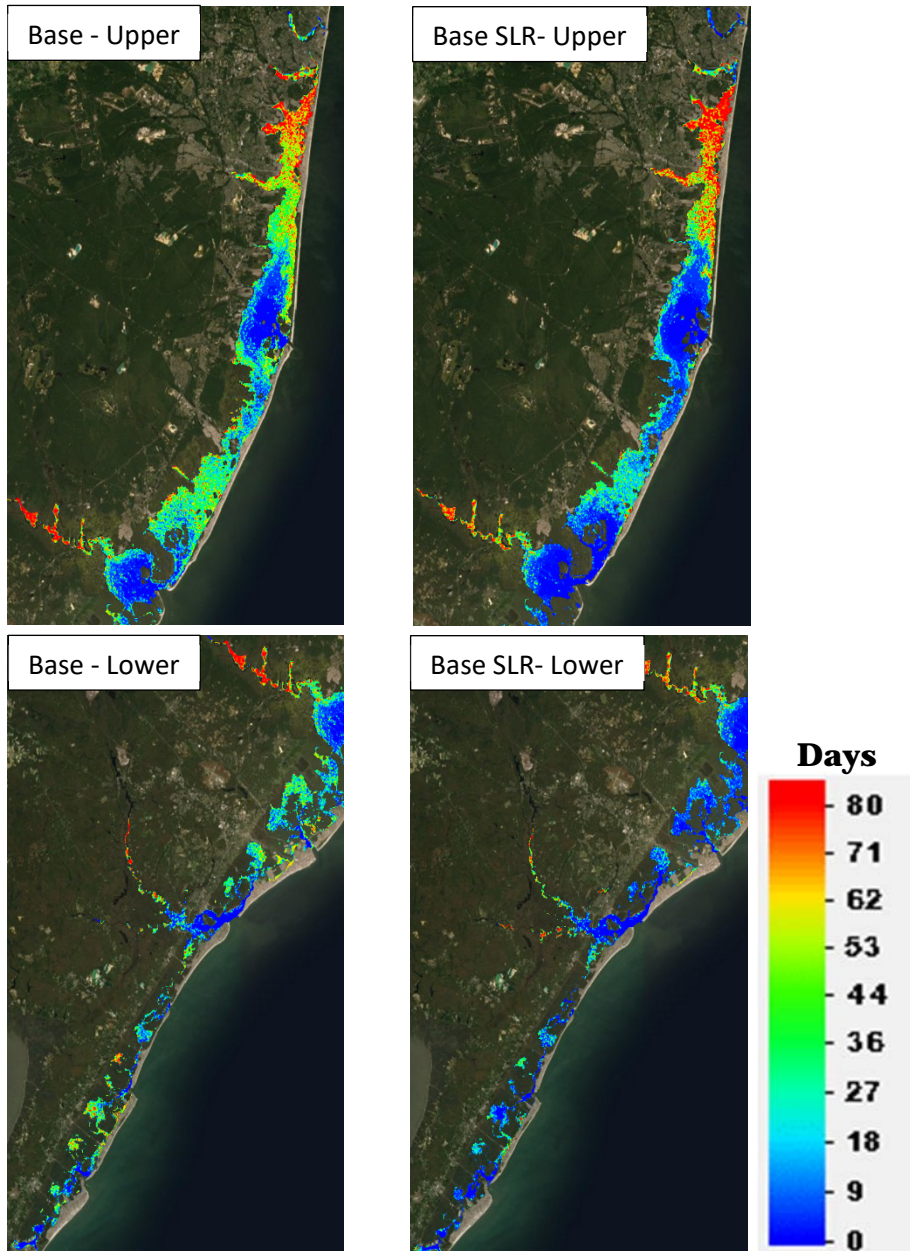 Base - Upper
Base SLR- Upper
Base - Lower
Base SLR- Lower
Days
80
71
62
53
44
36
27
18
9
0